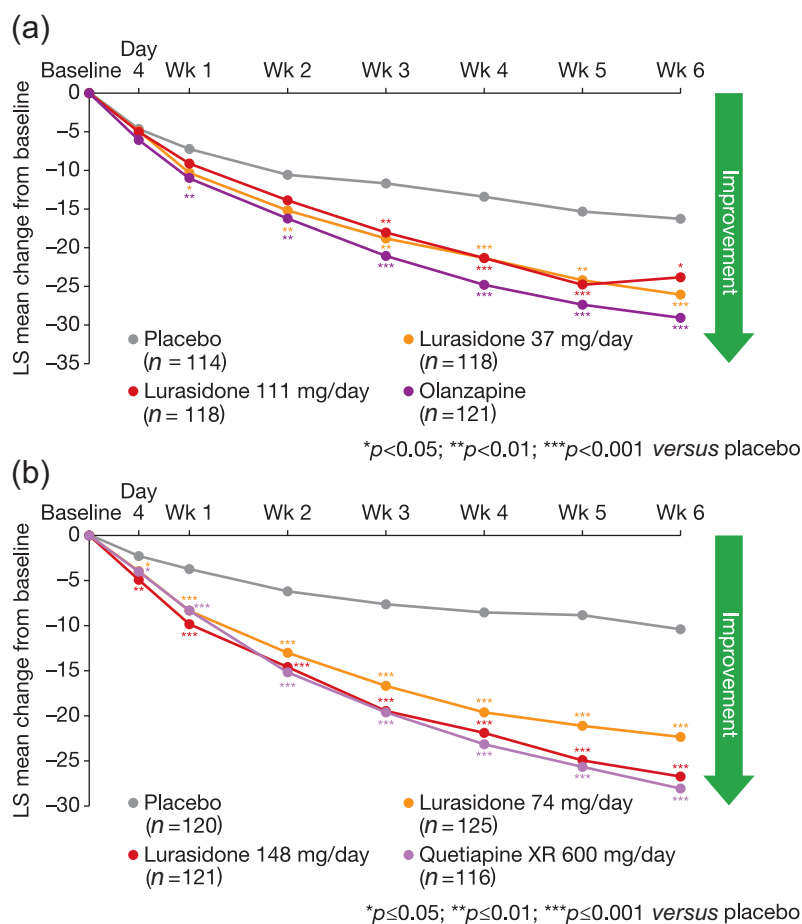 (a)
Day
Baseline 4 Wk 1 Wk 2 Wk 3 Wk 4 Wk 5 Wk 6
LS mean change from baseline
0
−5
−10
−15
−20
−25
−30
−35
* ** ** ** ** ** *** *** *** *** ** *** *** * *** ***
Improvement
Placebo
(n = 114)
Lurasidone 37 mg/day
(n=118)
Lurasidone 111 mg/day
(n = 118)
Olanzapine
(n=121)
*p<0.05; **p<0.01; ***p<0.001 versus placebo
(b)
Day
Baseline 4 Wk 1 Wk 2 Wk 3 Wk 4 Wk 5 Wk 6
LS mean change from baseline
0
−5
−10
−15
−20
−25
−30
* * ** *** *** *** *** *** *** *** *** *** *** *** *** *** *** *** *** *** ***
Improvement
Placebo
(n=120)
Lurasidone 74 mg/day
(n=125)
Lurasidone 148 mg/day
(n=121)
Quetiapine XR 600 mg/day
(n=116)
*p≤0.05; **p≤0.01; ***p≤0.001 versus placebo